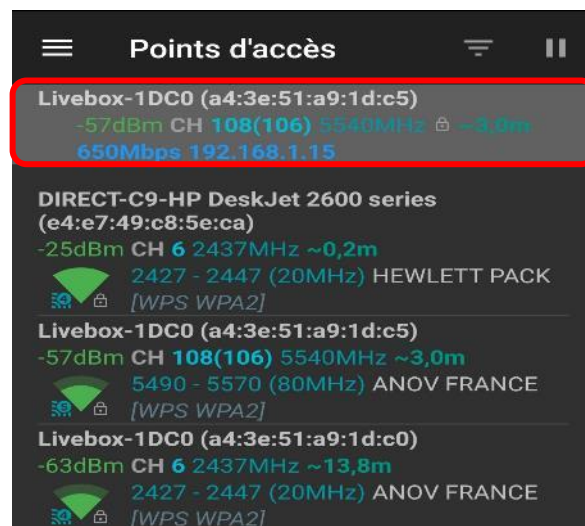 Points d'accès
Livebox-1DC0 (a4:3e:51:a9:1d:c5)
-57dBm CH 108(106) 5540MHz ~3,0m
650Mbps 192.168.1.15
DIRECT-C9-HP DeskJet 2600 series
(e4:e7:49:c8:5e:ca)
-25dBm CH 6 2437MHz ~0,2m
2427 - 2447 (20MHz) HEWLETT PACK
[WPS WPA2]
Livebox-1DC0 (a4:3e:51:a9:1d:c5)
-57dBm CH 108(106) 5540MHz ~3,0m
5490 - 5570 (80MHz) ANOV FRANCE
[WPS WPA2]
Livebox-1DC0 (a4:3e:51:a9:1d:c0)
-63dBm CH 6 2437MHz ~13,8m
2427 - 2447 (20MHz) ANOV FRANCE
[WPS WPA2]